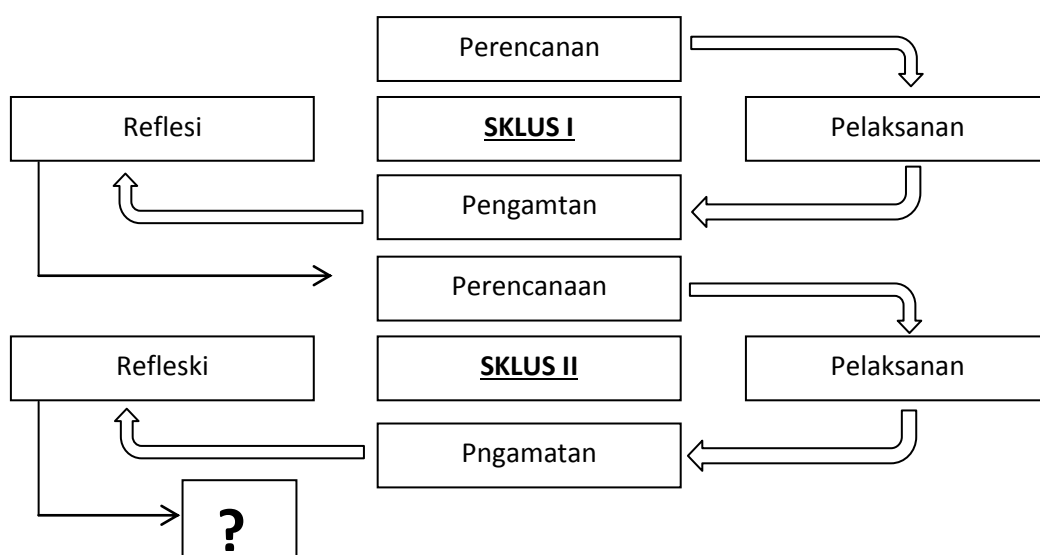 Perencanan
Reflesi
SKLUS I
Pelaksanan
Pengamtan
Perencanaan
Refleski
SKLUS II
Pelaksanan
Pngamatan
?